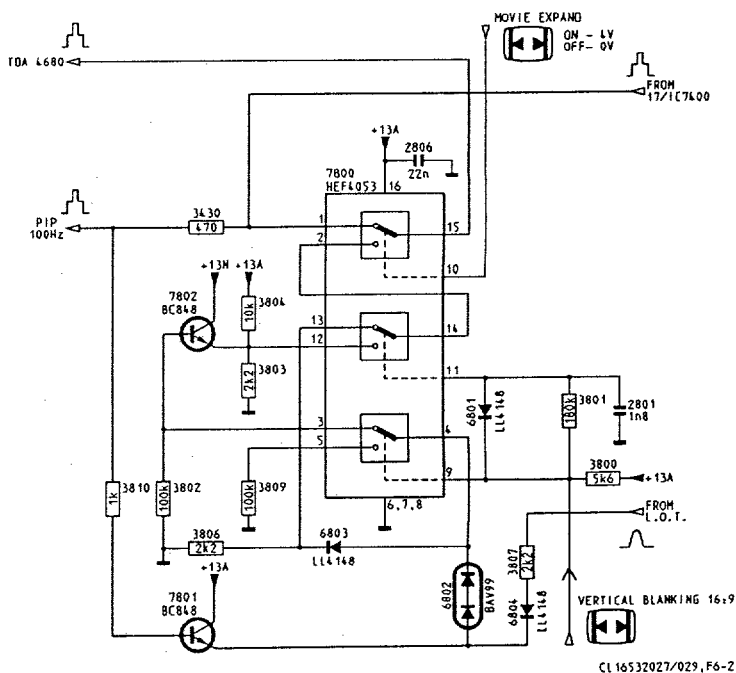 MOVIE EXPAND
ON - 4V
OFF- 0V
TDA 4680
FROM
17/IC7400
+13A
2806
22n
7800
HEF4053
16
PIP
100Hz
3430
470
1
2
15
10
+13N +13A
7802
BC848
3804
10k
3803
2k2
13
12
14
11
6801
LL4148
3801
180k
2801
1n8
3
5
4
9
3800
5k6
+13A
3810
1k
3802
100k
3809
100k
6,7,8
FROM
L.O.T.
3806
2k2
6803
LL4148
3807
2k2
+13A
7801
BC848
6802
BAV99
6804
LL4148
VERTICAL BLANKING 16:9
CL 16532027/029,F6-2